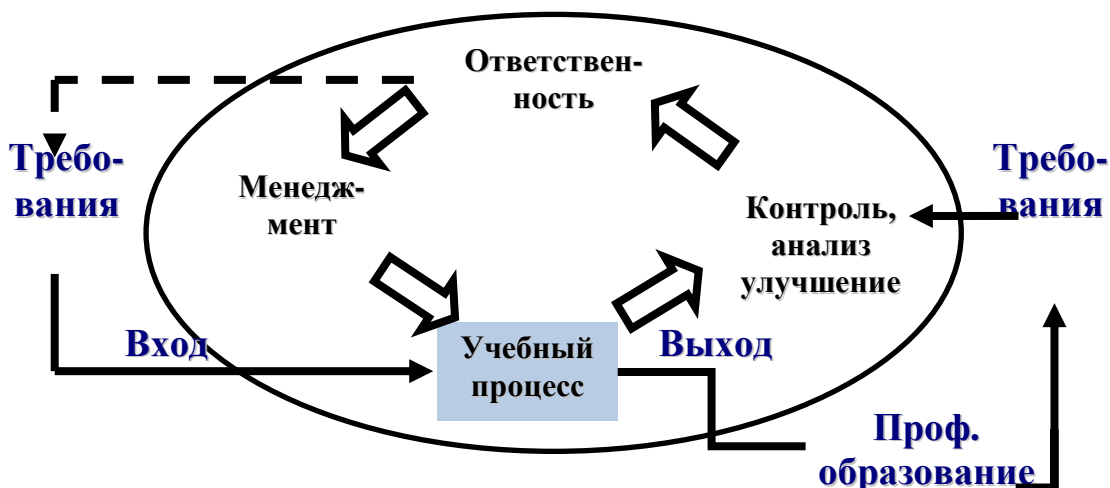 Ответствен-
ность
Требо-
вания
Менедж-
мент
Контроль,
анализ
улучшение
Требо-
вания
Вход
Учебный
процесс
Выход
Проф.
образование